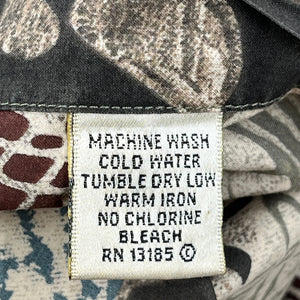 MACHINE WASH
COLD WATER
TUMBLE DRY LOW
WARM IRON
NO CHLORINE
BLEACH
RN 13185 ©